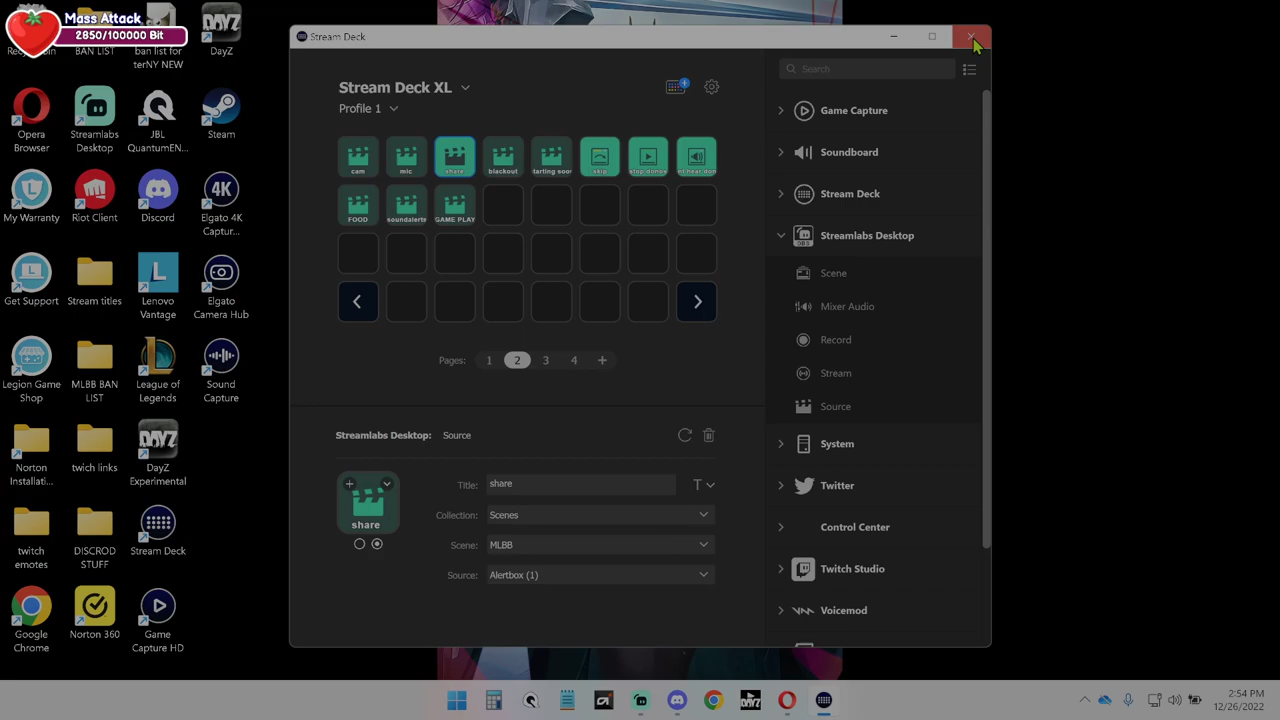 Mass Attack
2850/100000 Bit
BAN LIST
ban list for
terNY NEW
DayZ
Opera
Browser
Streamlabs
Desktop
JBL
QuantumEN...
Steam
My Warranty
Riot Client
Discord
Elgato 4K
Captur...
Get Support
Stream titles
Lenovo
Vantage
Elgato
Camera Hub
Legion Game
Shop
MLBB BAN
LIST
League of
Legends
Sound
Capture
Norton
Installati...
twich links
DayZ
Experimental
twitch
emotes
DISCROD
STUFF
Stream Deck
Google
Chrome
Norton 360
Game
Capture HD
Stream Deck
Stream Deck XL
Profile 1
cam
mic
share
blackout
tarting soo
skip
stop dones
FOOD
soundalerts
GAME PLAY
Pages:
1
2
3
4
+
Streamlabs Desktop:
Source
share
Title:
share
T
Collection:
Scenes
Scene:
MLBB
Source:
Alertbox (1)
Search
Game Capture
Soundboard
Stream Deck
Streamlabs Desktop
Scene
Mixer Audio
Record
Stream
Source
System
Twitter
Control Center
Twitch Studio
Voicemod
2:54 PM
12/26/2022